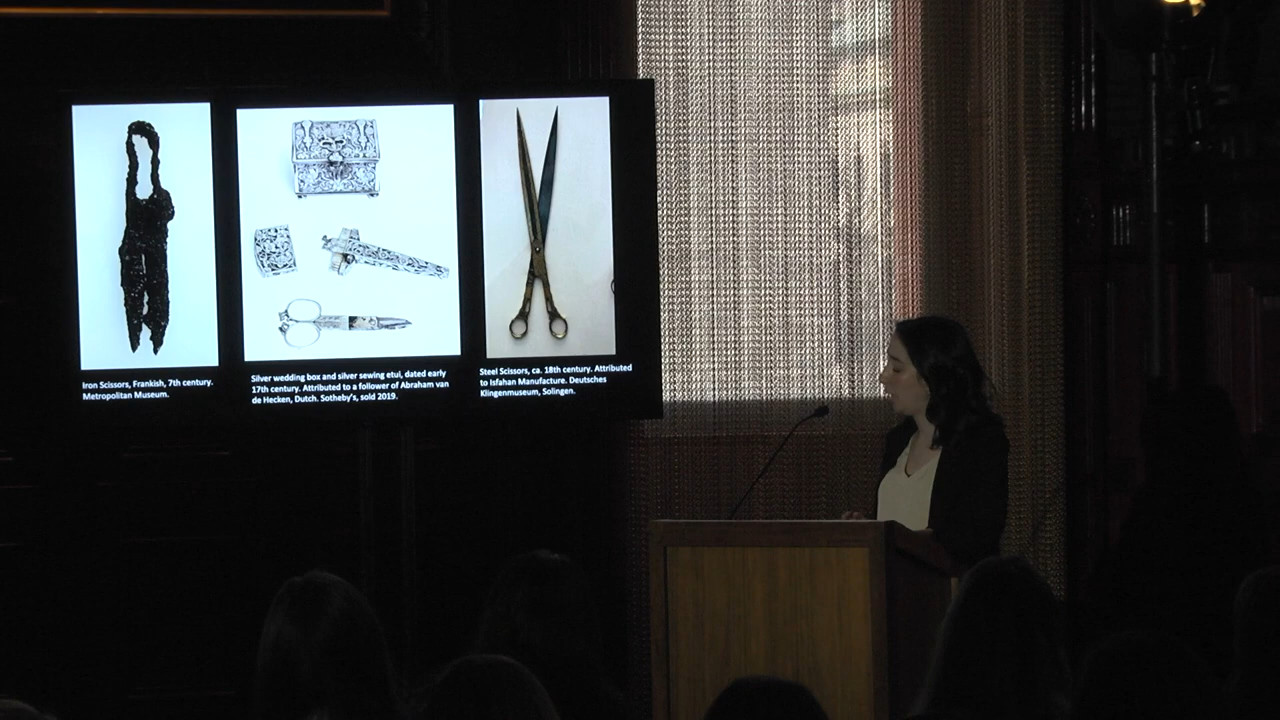 Iron Scissors, Frankish, 7th century.
Metropolitan Museum.
Silver wedding box and silver sewing etui, dated early
17th century. Attributed to a follower of Abraham van
de Hecken, Dutch. Sotheby's, sold 2019.
Steel Scissors, ca. 18th century. Attributed
to Isfahan Manufacture. Deutsches
Klingenmuseum, Solingen.